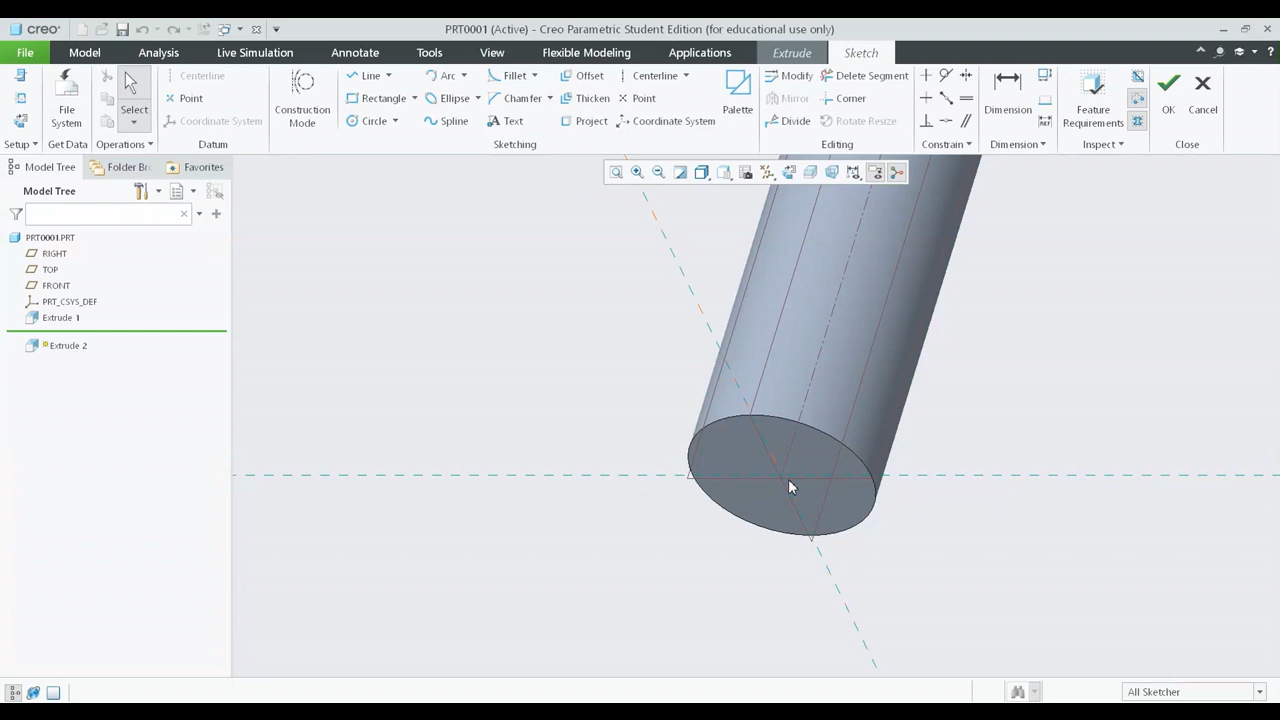 creo
PRT0001 (Active) - Creo Parametric Student Edition (for educational use only)
File Model Analysis Live Simulation Annotate Tools View Flexible Modeling Applications Extrude Sketch
File System
Select
Centerline
Point
Coordinate System
Construction Mode
Line Arc Fillet Offset Centerline
Rectangle Ellipse Chamfer Thicken Point
Circle Spline Text Project Coordinate System
Palette
Modify Delete Segment
Mirror Corner
Divide Rotate Resize
Dimension
REF
Feature Requirements
OK
Cancel
Setup Get Data Operations Datum Sketching Editing Constrain Dimension Inspect Close
Model Tree Folder Br Favorites
Model Tree
PRT0001.PRT
RIGHT
TOP
FRONT
PRT_CSYS_DEF
Extrude 1
Extrude 2
All Sketcher